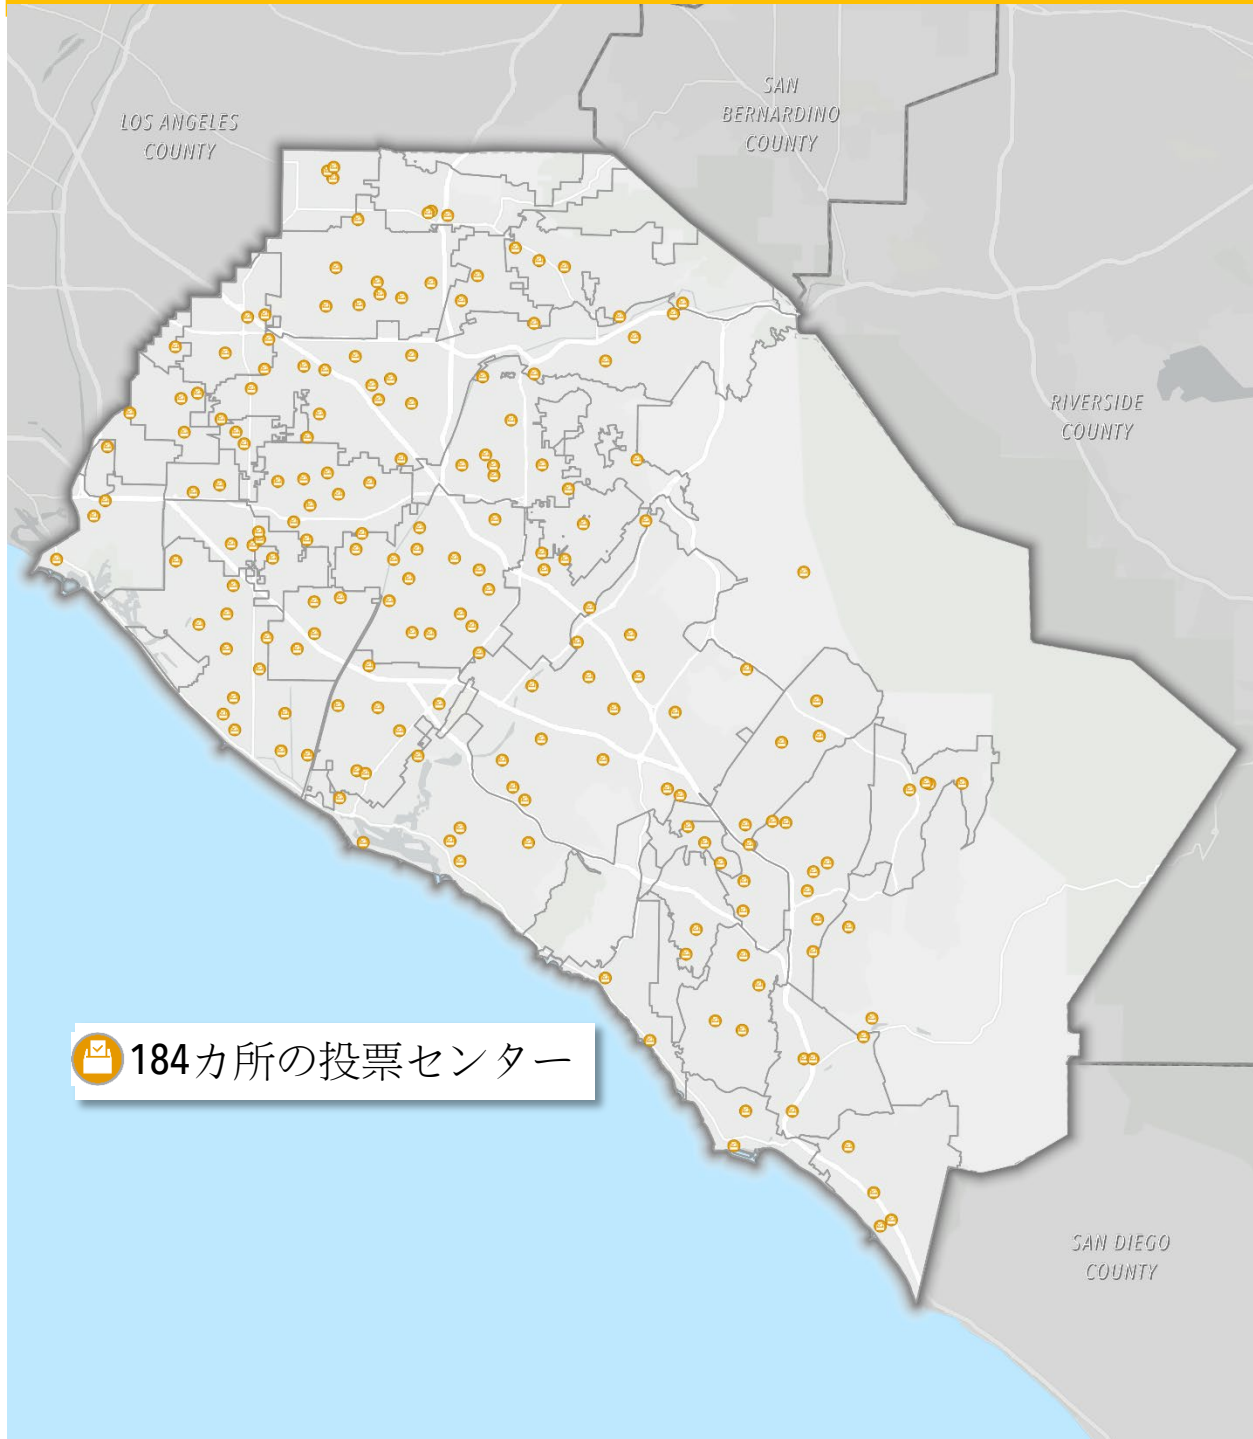 SAN
BERNARDINO
COUNTY
LOS ANGELES
COUNTY
RIVERSIDE
COUNTY
184カ所の投票センター
SAN DIEGO
COUNTY